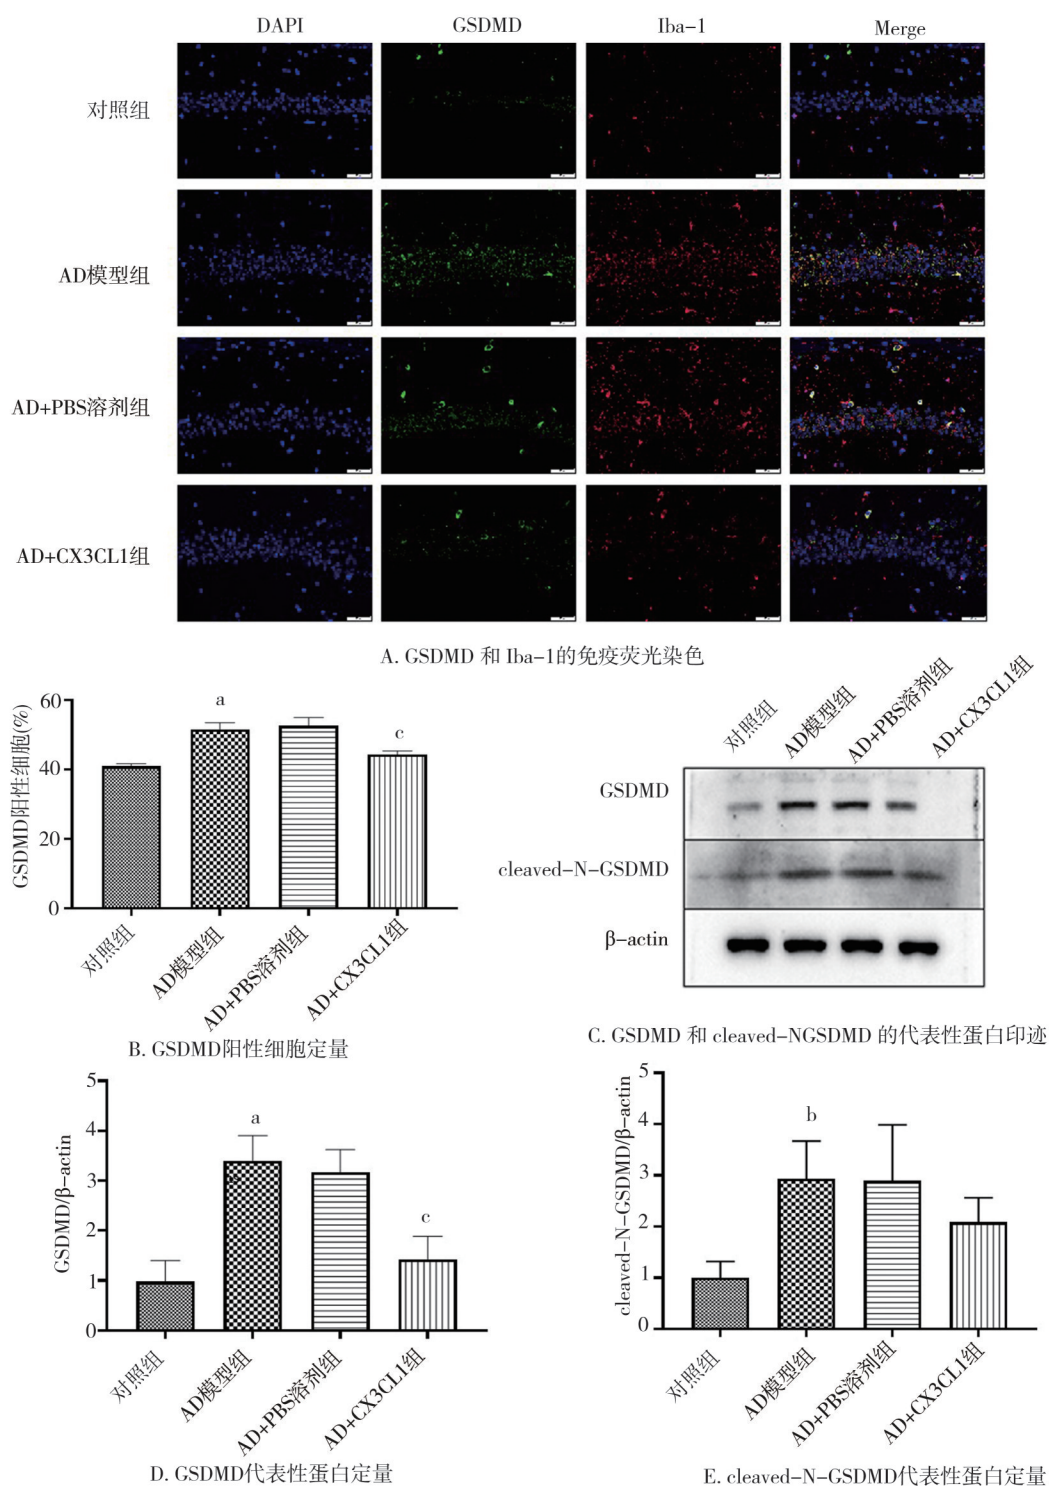 DAPI GSDMD Iba-1 Merge
对照组
AD模型组
AD+PBS溶剂组
AD+CX3CL1组
A. GSDMD 和 Iba-1的免疫荧光染色
GSDMD阳性细胞(%)
60
40
20
0
a
c
对照组
AD模型组
AD+PBS溶剂组
AD+CX3CL1组
B. GSDMD阳性细胞定量
对照组
AD模型组
AD+PBS溶剂组
AD+CX3CL1组
GSDMD
cleaved-N-GSDMD
β-actin
C. GSDMD 和 cleaved-NGSDMD 的代表性蛋白印迹
GSDMD/β-actin
5
4
3
2
1
0
a
c
对照组
AD模型组
AD+PBS溶剂组
AD+CX3CL1组
D. GSDMD代表性蛋白定量
cleaved-N-GSDMD/β-actin
5
4
3
2
1
0
b
对照组
AD模型组
AD+PBS溶剂组
AD+CX3CL1组
E. cleaved-N-GSDMD代表性蛋白定量